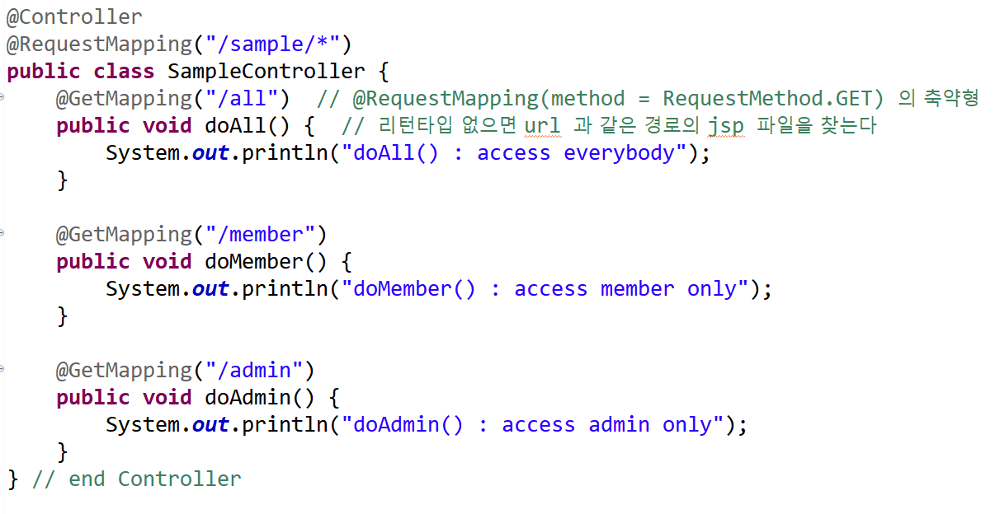 @Controller
@RequestMapping("/sample/*")
public class SampleController {
    @GetMapping("/all")  // @RequestMapping(method = RequestMethod.GET) 의 축약형
    public void doAll() {  // 리턴타입 없으면 url 과 같은 경로의 jsp 파일을 찾는다
        System.out.println("doAll() : access everybody");
    }

    @GetMapping("/member")
    public void doMember() {
        System.out.println("doMember() : access member only");
    }

    @GetMapping("/admin")
    public void doAdmin() {
        System.out.println("doAdmin() : access admin only");
    }
} // end Controller